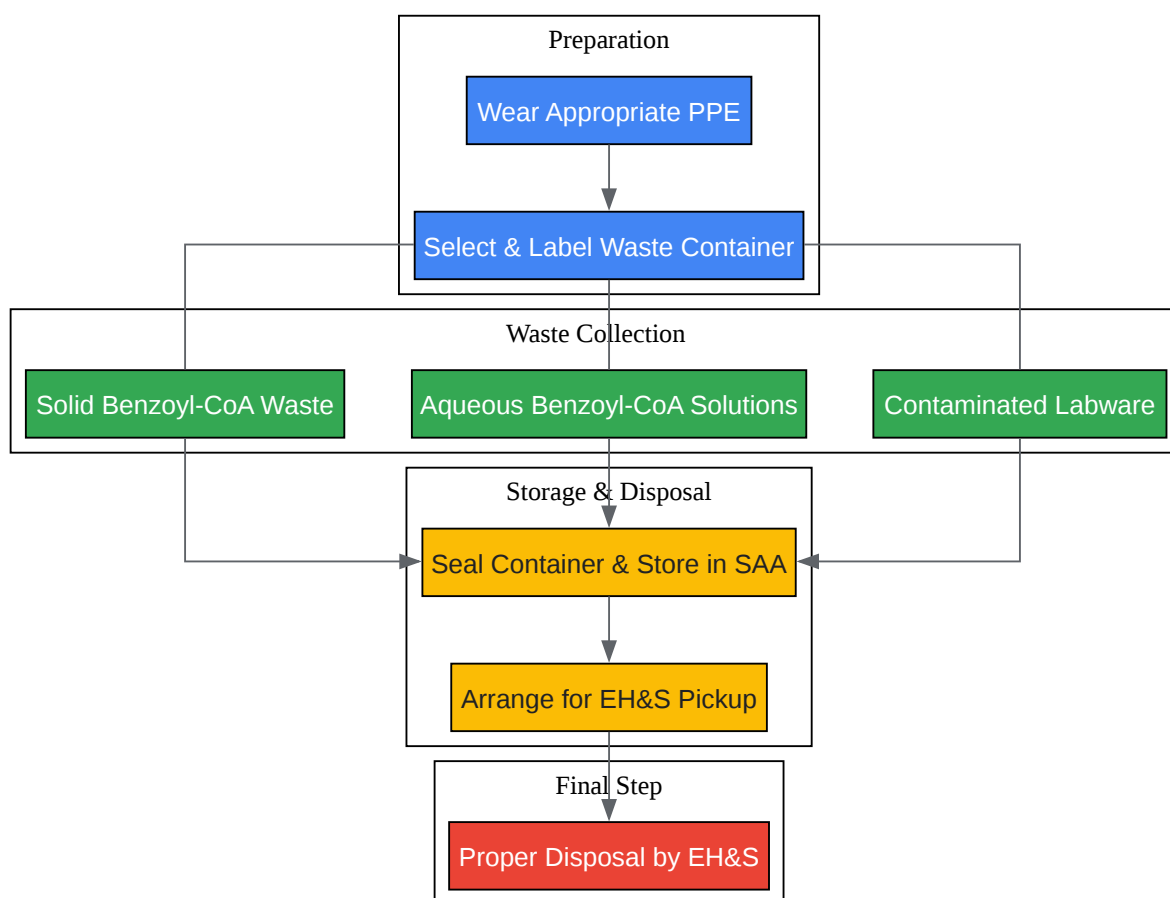 Preparation
Wear Appropriate PPE
Select & Label Waste Container
Waste Collection
Solid Benzoyl-CoA Waste
Aqueous Benzoyl-CoA Solutions
Contaminated Labware
Storage & Disposal
Seal Container & Store in SAA
Arrange for EH&S Pickup
Final Step
Proper Disposal by EH&S